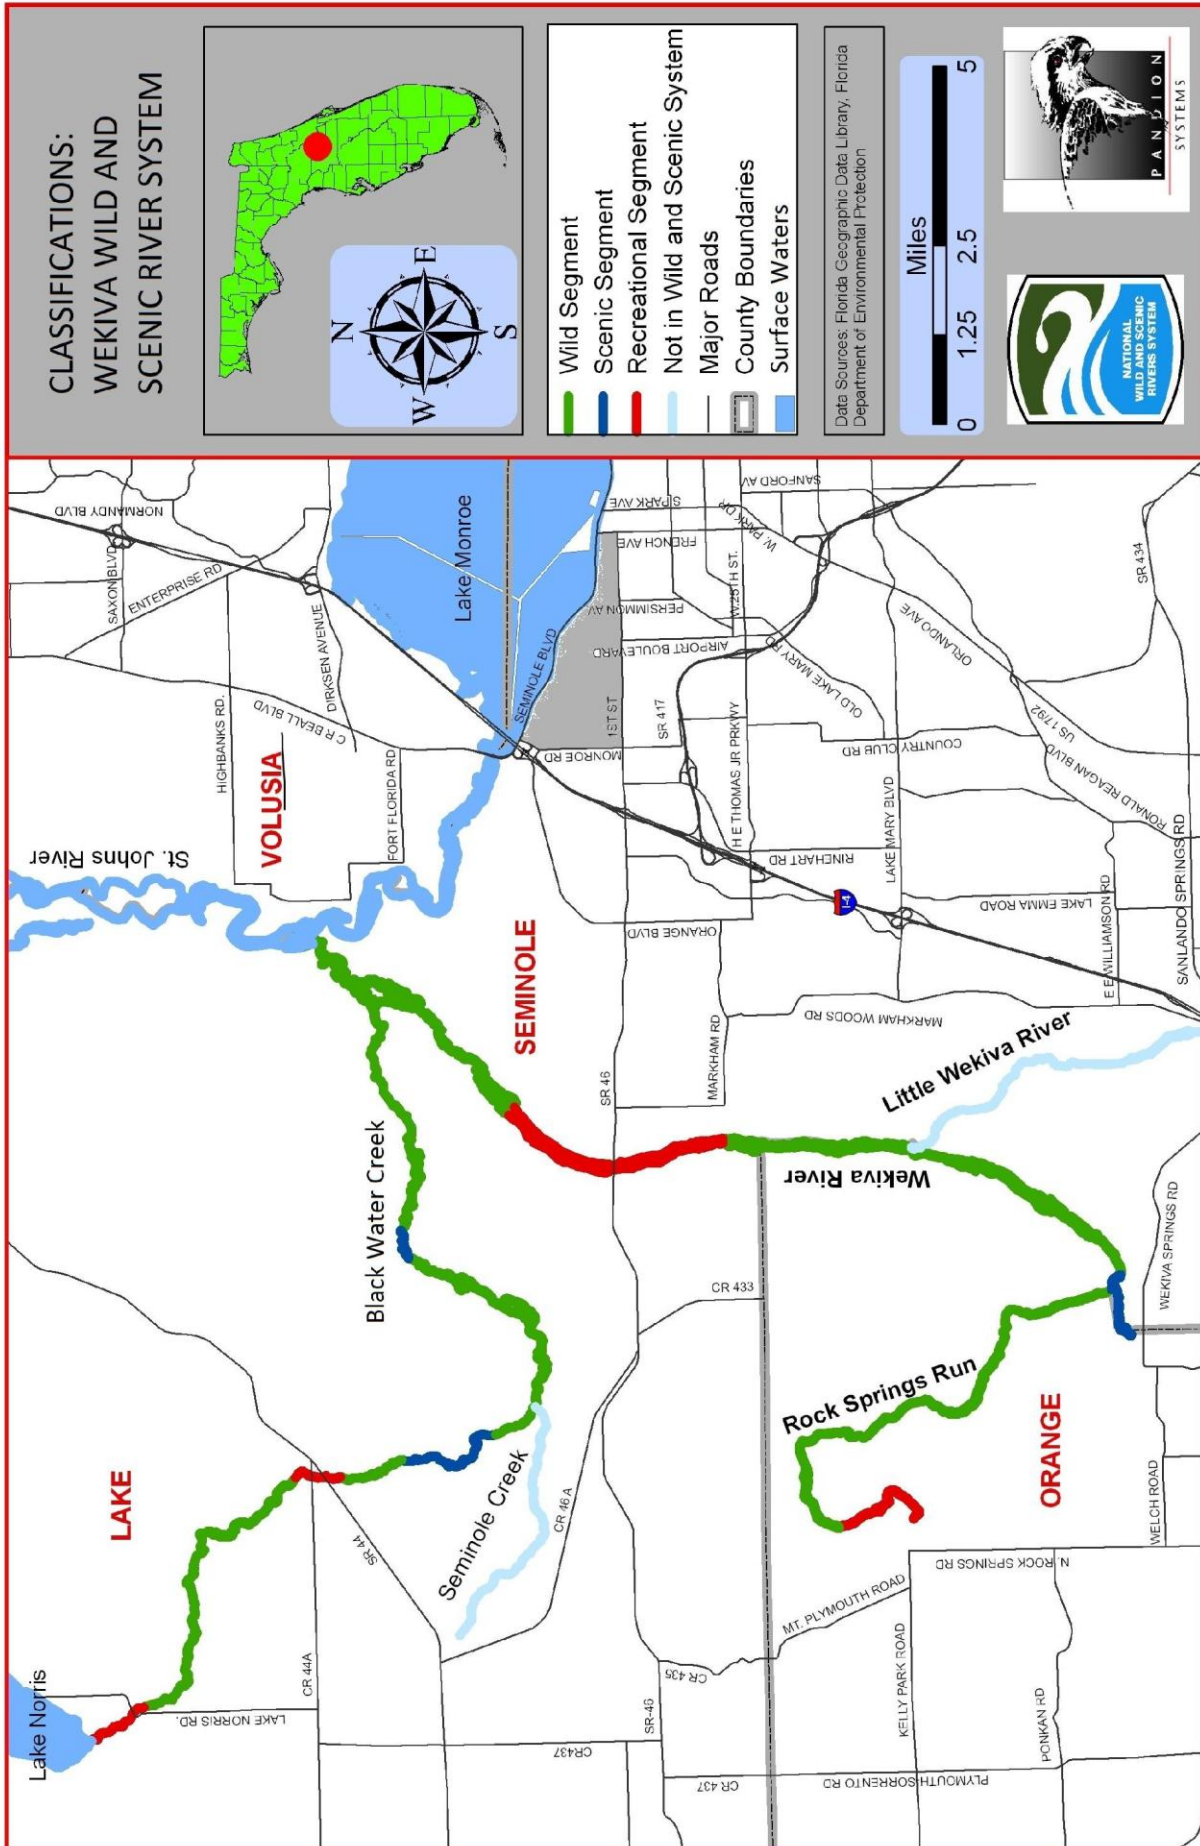 CLASSIFICATIONS:
WEKIVA WILD AND
SCENIC RIVER SYSTEM
N
W
E
S
Wild Segment
Scenic Segment
Recreational Segment
Not in Wild and Scenic System
Major Roads
County Boundaries
Surface Waters
Data Sources: Florida Geographic Data Library, Florida
Department of Environmental Protection
Miles
0 1.25 2.5 5
NATIONAL
WILD AND SCENIC
RIVERS SYSTEM
PANDION
SYSTEMS
Lake Norris
LAKE
LAKE NORRIS RD.
CR 44A
SR 44
CR437
Seminole Creek
CR 46A
Black Water Creek
St. Johns River
VOLUSIA
HIGHBANKS RD.
FORT FLORIDA RD
C R BEALL BLVD
DIRKSEN AVENUE
ENTERPRISE RD
SAXON BLVD
NORMANDY BLVD
Lake Monroe
SEMINOLE BLVD
SEMINOLE
SR-46
CR 435
CR 437
SR 46
CR 433
MARKHAM RD
ORANGE BLVD
MONROE RD
1ST ST
SR 417
AIRPORT BOULEVARD
PERSIMMON AV
FRENCH AVE
S PARK AVE
W.25TH ST.
W. PARK DR
SANFORD AV
H E THOMAS JR PRKWY
RINEHART RD
OLD LAKE MARY RD
I-4
LAKE MARY BLVD
COUNTRY CLUB RD
ORLANDO AVE
US 17/92
RONALD REAGAN BLVD
SR 434
MARKHAM WOODS RD
LAKE EMMA ROAD
E E WILLIAMSON RD
SANLANDO SPRINGS RD
Little Wekiva River
Wekiva River
WEKIVA SPRINGS RD
Rock Springs Run
ORANGE
WELCH ROAD
N. ROCK SPRINGS RD
MT. PLYMOUTH ROAD
KELLY PARK ROAD
PONKAN RD
PLYMOUTH-SORRENTO RD